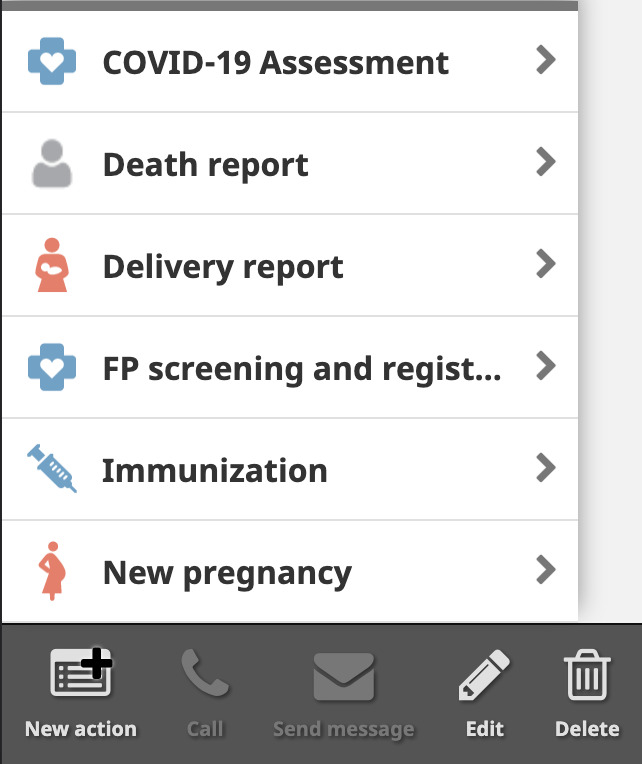 COVID-19 Assessment
Death report
Delivery report
FP screening and regist...
Immunization
New pregnancy
New action
Call
Send message
Edit
Delete